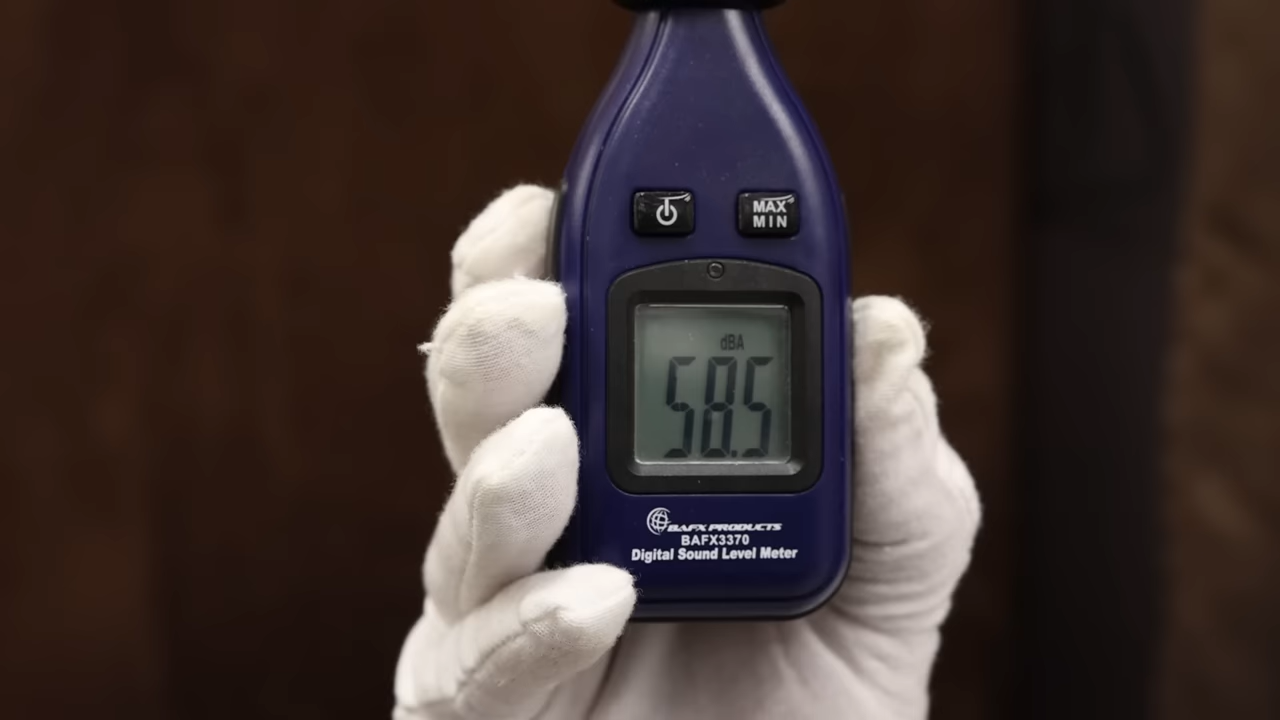 MAX
MIN
dBA
58.5
BAFX PRODUCTS
BAFX3370
Digital Sound Level Meter